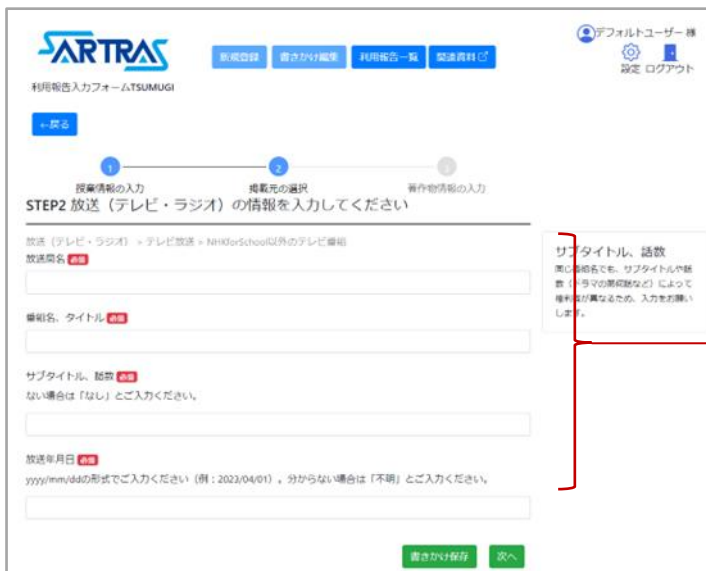 SARTRAS
新規登録 書きかけ編集 利用報告一覧 関連資料
デフォルトユーザー 様
設定 ログアウト
利用報告入力フォームTSUMUGI
←戻る
1 2 3
授業情報の入力 掲載元の選択 著作物情報の入力
STEP2 放送（テレビ・ラジオ）の情報を入力してください
放送（テレビ・ラジオ） > テレビ放送 > NHKforSchool以外のテレビ番組
放送局名 必須
番組名、タイトル 必須
サブタイトル、話数 必須
ない場合は「なし」とご入力ください。
放送年月日 必須
yyyy/mm/ddの形式でご入力ください（例：2023/04/01）。分からない場合は「不明」とご入力ください。
書きかけ保存 次へ
サブタイトル、話数
同じ番組名でも、サブタイトルや話
数（ドラマの第何話など）によって
権利者が異なるため、入力をお願い
します。